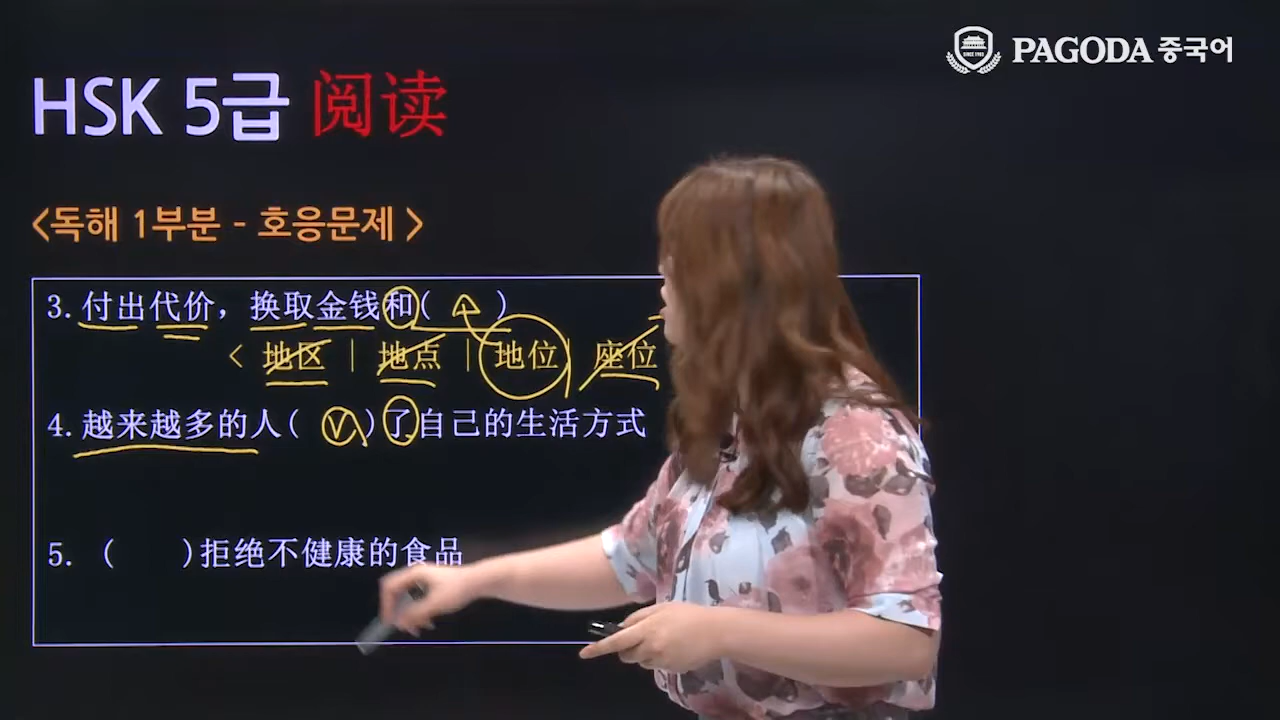 PAGODA 중국어
HSK 5급 阅读
<독해 1부분 - 호응문제 >
3. 付出代价，换取金钱和( )
< 地区 | 地点 | 地位 | 座位
4. 越来越多的人( V )了自己的生活方式
5. ( )拒绝不健康的食品